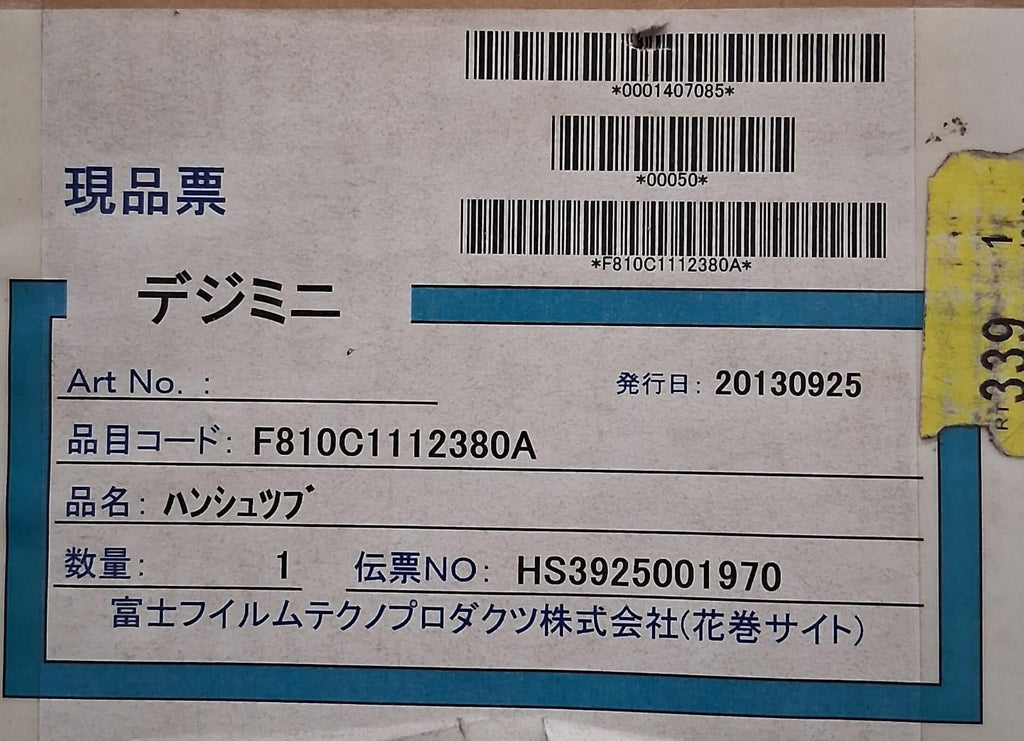 *0001407085*
*00050*
現品票
*F810C1112380A*
デジミニ
Art No. :
発行日: 20130925
品目コード: F810C1112380A
品名: ﾊﾝｼｭﾂﾌﾞ
数量: 1 伝票NO: HS3925001970
富士フイルムテクノプロダクツ株式会社(花巻サイト)
339
1